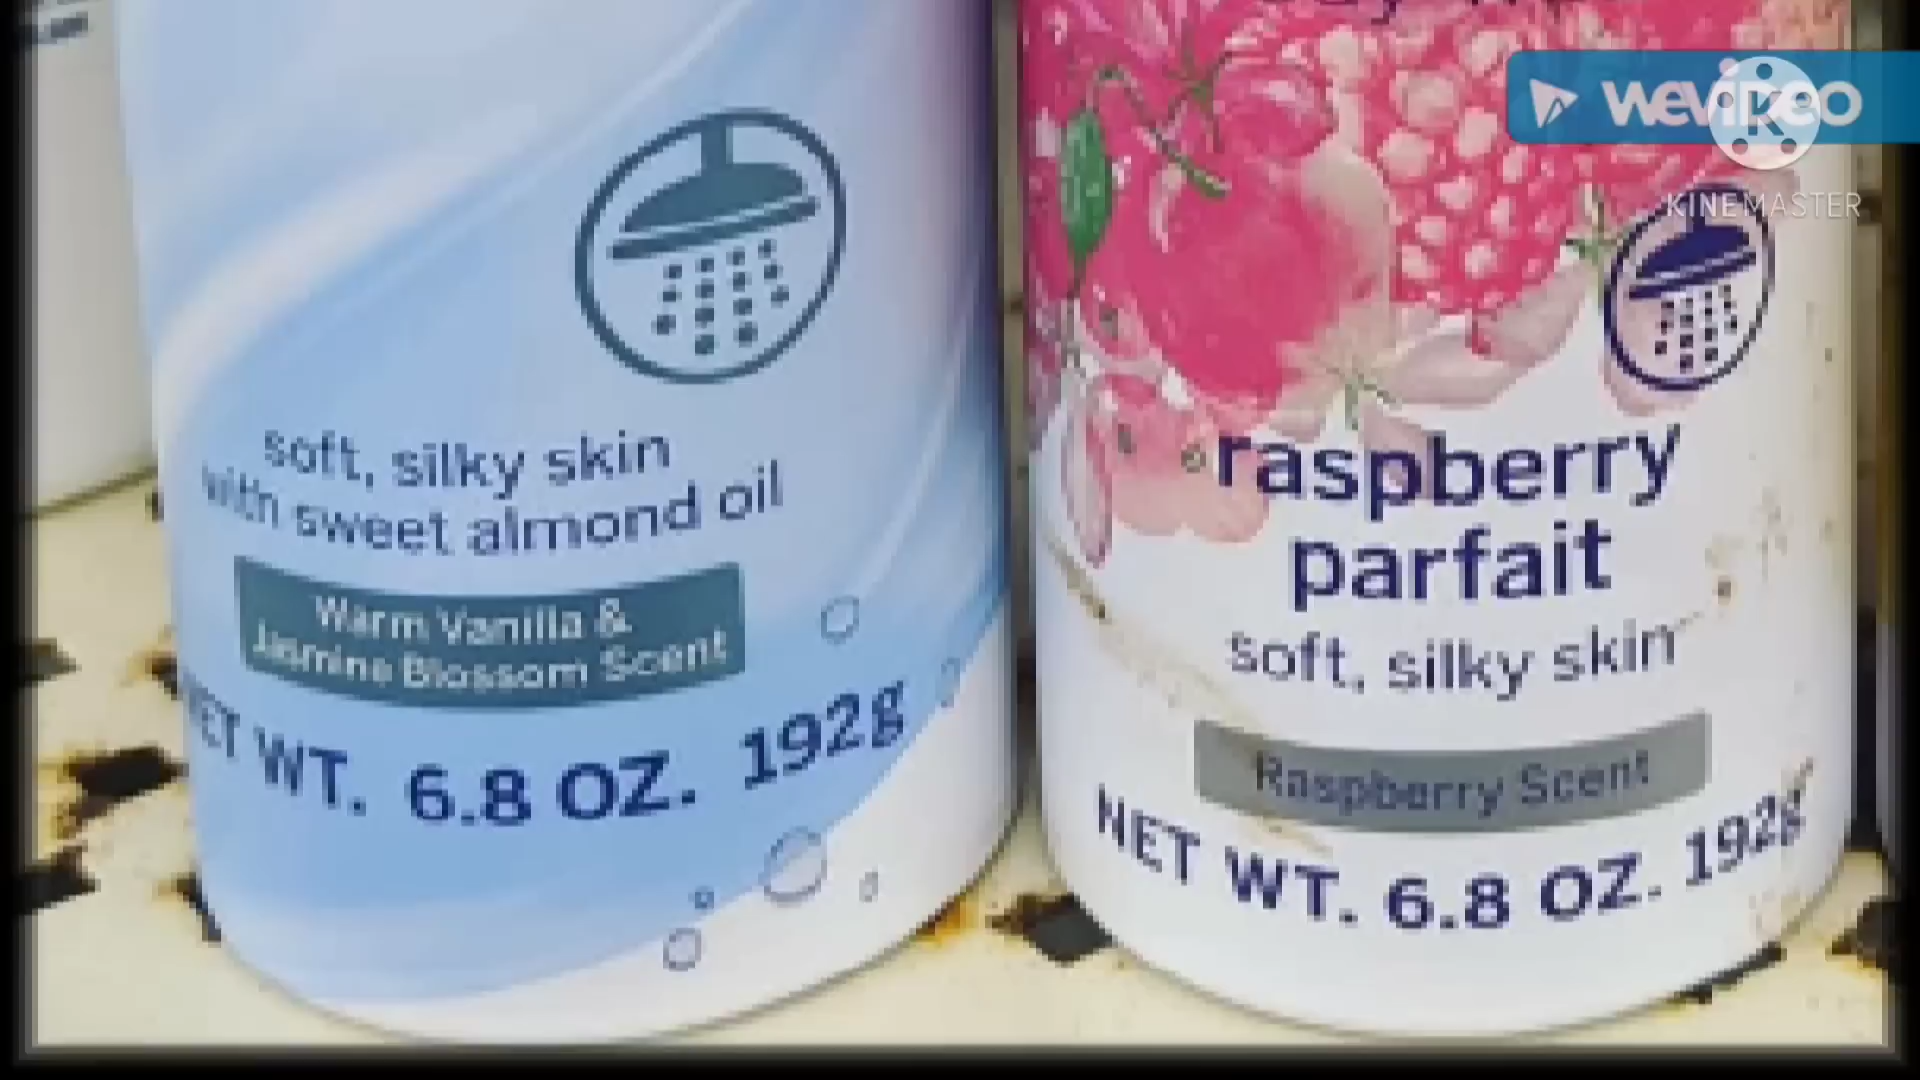 soft, silky skin
with sweet almond oil
Warm Vanilla &
Jasmine Blossom Scent
NET WT. 6.8 OZ. 192g
raspberry
parfait
soft, silky skin
Raspberry Scent
NET WT. 6.8 OZ. 192g
KINEMASTER